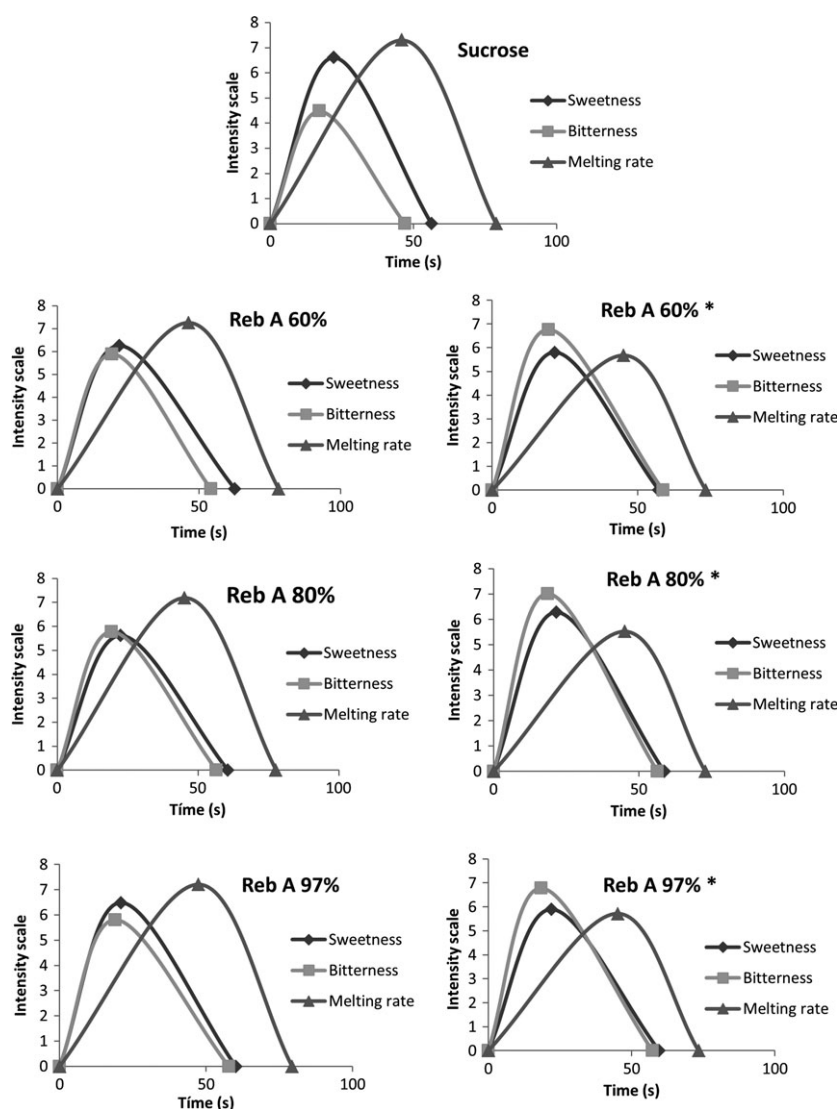 Sucrose
Intensity scale
8
7
6
5
4
3
2
1
0
0 50 100
Time (s)
Sweetness
Bitterness
Melting rate
Reb A 60%
Intensity scale
8
7
6
5
4
3
2
1
0
0 50 100
Time (s)
Sweetness
Bitterness
Melting rate
Reb A 60% *
Intensity scale
8
7
6
5
4
3
2
1
0
0 50 100
Time (s)
Sweetness
Bitterness
Melting rate
Reb A 80%
Intensity scale
8
7
6
5
4
3
2
1
0
0 50 100
Tíme (s)
Sweetness
Bitterness
Melting rate
Reb A 80% *
Intensity scale
8
7
6
5
4
3
2
1
0
0 50 100
Time (s)
Sweetness
Bitterness
Melting rate
Reb A 97%
Intensity scale
8
7
6
5
4
3
2
1
0
0 50 100
Tíme (s)
Sweetness
Bitterness
Melting rate
Reb A 97% *
Intensity scale
8
7
6
5
4
3
2
1
0
0 50 100
Time (s)
Sweetness
Bitterness
Melting rate